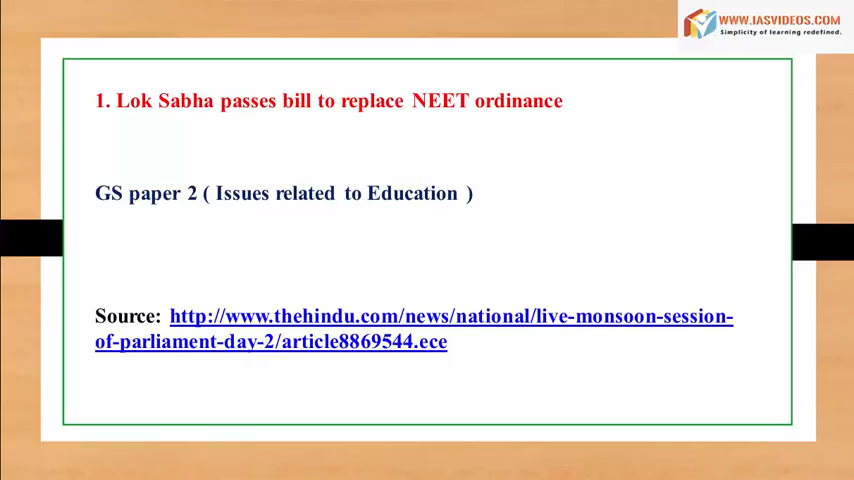 WWW.IASVIDEOS.COM
Simplicity of learning redefined.
1. Lok Sabha passes bill to replace NEET ordinance
GS paper 2 ( Issues related to Education )
Source: http://www.thehindu.com/news/national/live-monsoon-session-
of-parliament-day-2/article8869544.ece